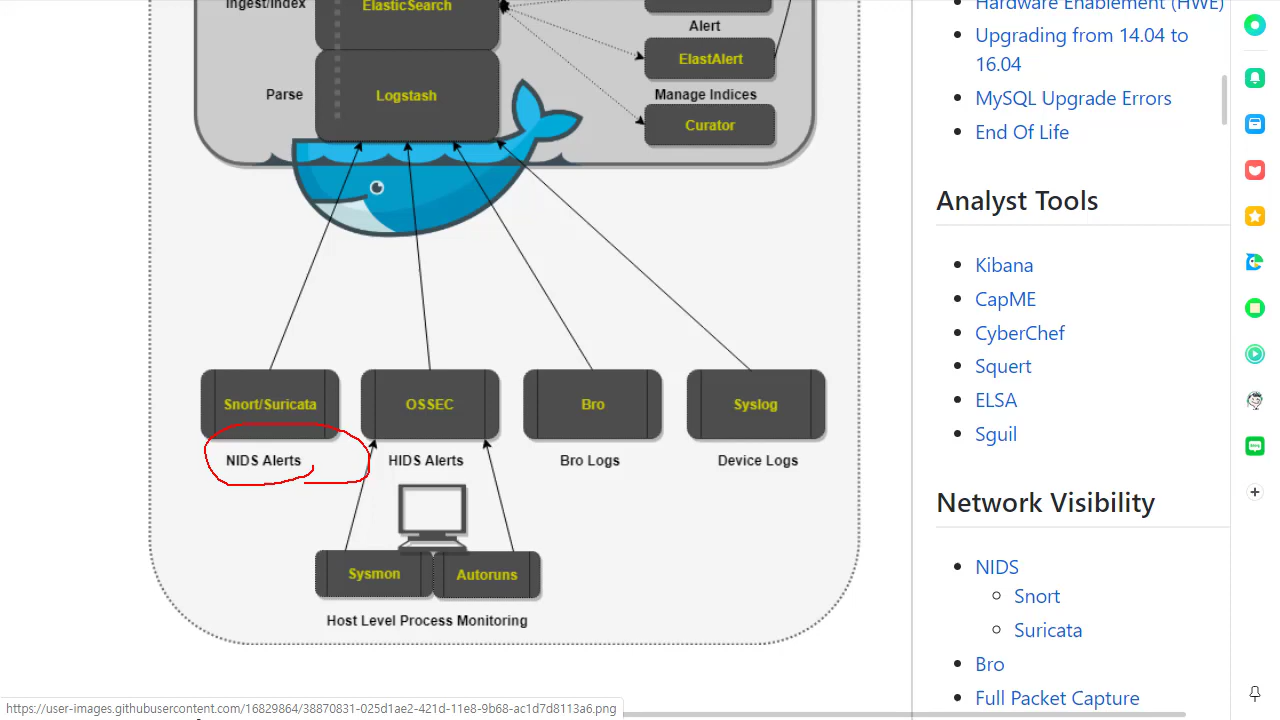 Ingest/Index
ElasticSearch
Alert
ElastAlert
Parse
Logstash
Manage Indices
Curator
Snort/Suricata
OSSEC
Bro
Syslog
NIDS Alerts
HIDS Alerts
Bro Logs
Device Logs
Sysmon
Autoruns
Host Level Process Monitoring
Hardware Enablement (HWE)
Upgrading from 14.04 to
16.04
MySQL Upgrade Errors
End Of Life
Analyst Tools
Kibana
CapME
CyberChef
Squert
ELSA
Sguil
Network Visibility
NIDS
Snort
Suricata
Bro
Full Packet Capture
https://user-images.githubusercontent.com/16829864/38870831-025d1ae2-421d-11e8-9b68-ac1d7d8113a6.png